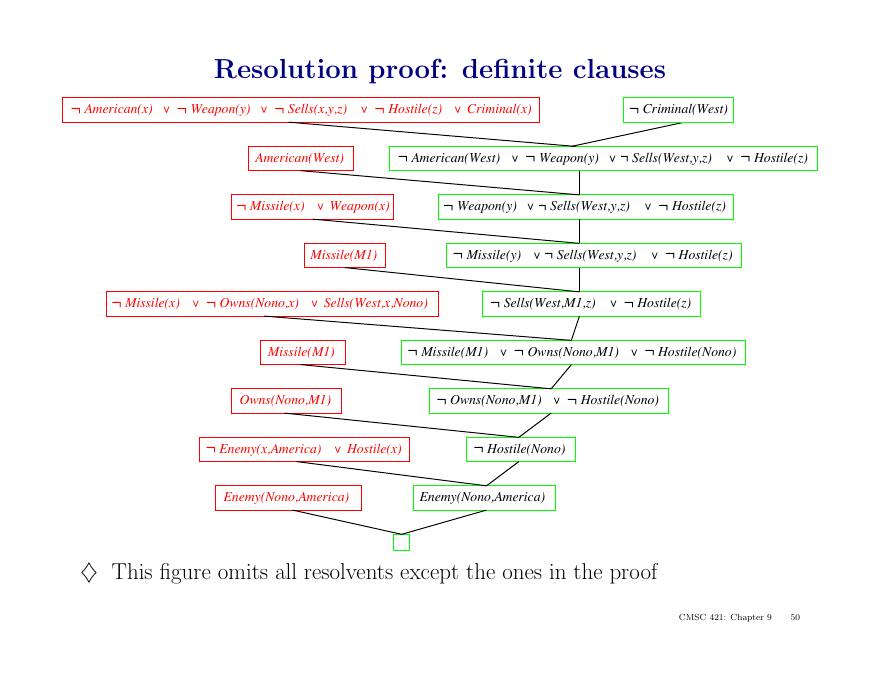 Resolution proof: definite clauses
¬ American(x) ∨ ¬ Weapon(y) ∨ ¬ Sells(x,y,z) ∨ ¬ Hostile(z) ∨ Criminal(x)
¬ Criminal(West)
American(West)
¬ American(West) ∨ ¬ Weapon(y) ∨ ¬ Sells(West,y,z) ∨ ¬ Hostile(z)
¬ Missile(x) ∨ Weapon(x)
¬ Weapon(y) ∨ ¬ Sells(West,y,z) ∨ ¬ Hostile(z)
Missile(M1)
¬ Missile(y) ∨ ¬ Sells(West,y,z) ∨ ¬ Hostile(z)
¬ Missile(x) ∨ ¬ Owns(Nono,x) ∨ Sells(West,x,Nono)
¬ Sells(West,M1,z) ∨ ¬ Hostile(z)
Missile(M1)
¬ Missile(M1) ∨ ¬ Owns(Nono,M1) ∨ ¬ Hostile(Nono)
Owns(Nono,M1)
¬ Owns(Nono,M1) ∨ ¬ Hostile(Nono)
¬ Enemy(x,America) ∨ Hostile(x)
¬ Hostile(Nono)
Enemy(Nono,America)
Enemy(Nono,America)
♢ This figure omits all resolvents except the ones in the proof
CMSC 421: Chapter 9 50